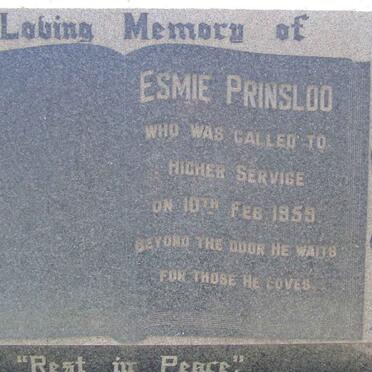 Loving Memory of
ESMIE PRINSLOO
WHO WAS CALLED TO
HIGHER SERVICE
ON 10TH FEB 1959
BEYOND THE DOOR HE WAITS
FOR THOSE HE LOVES.
"Rest in Peace."